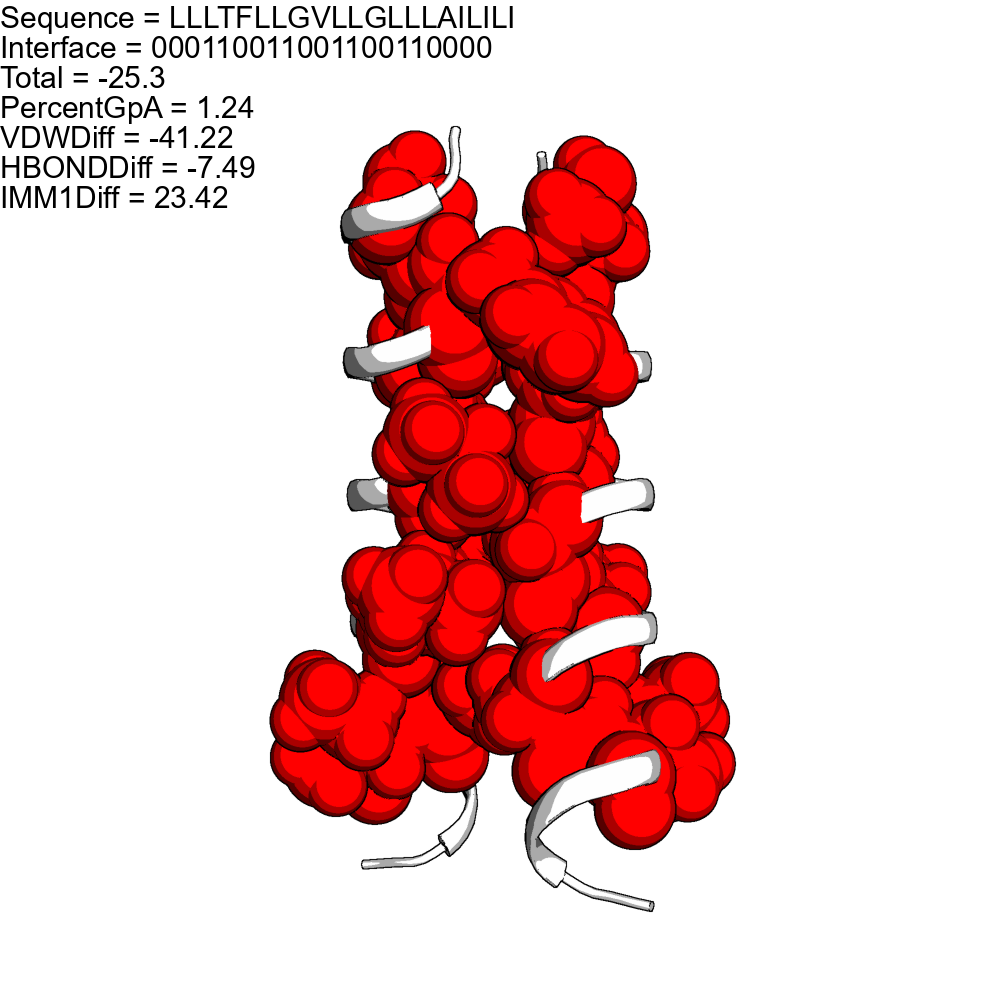 Sequence = LLLTFLLGVLLGLLLAILILI
Interface = 000110011001100110000
Total = -25.3
PercentGpA = 1.24
VDWDiff = -41.22
HBONDDiff = -7.49
IMM1Diff = 23.42